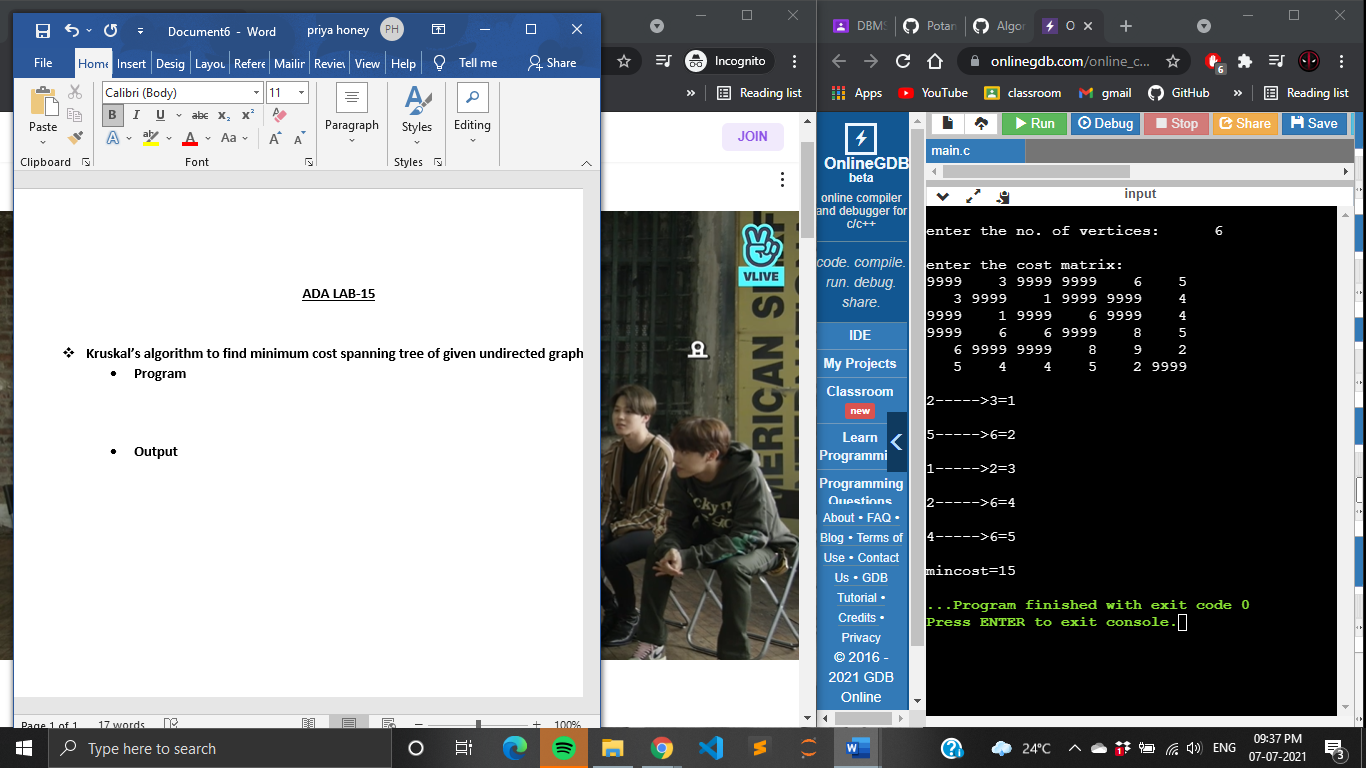 Document6 - Word
priya honey
PH
File
Home
Insert
Desig
Layou
Refere
Mailir
Review
View
Help
Tell me
Share
Paste
Clipboard
Calibri (Body)
11
B I U abc x₂ x²
A ab A Aa A A
Font
Paragraph
Styles
Styles
Editing
ADA LAB-15
❖ Kruskal’s algorithm to find minimum cost spanning tree of given undirected graph
• Program
• Output
Page 1 of 1
17 words
100%
Incognito
»
Reading list
JOIN
VLIVE
MERICAN
DBMS
Potan
Algor
O
onlinegdb.com/online_c...
6
Apps
YouTube
classroom
gmail
GitHub
»
Reading list
OnlineGDB
beta
online compiler
and debugger for
c/c++
code. compile.
run. debug.
share.
IDE
My Projects
Classroom
new
Learn
Programmi
Programming
Questions
About • FAQ •
Blog • Terms of
Use • Contact
Us • GDB
Tutorial •
Credits •
Privacy
© 2016 -
2021 GDB
Online
Run
Debug
Stop
Share
Save
main.c
input
enter the no. of vertices: 6
enter the cost matrix:
9999 3 9999 9999 6 5
3 9999 1 9999 9999 4
9999 1 9999 6 9999 4
9999 6 6 9999 8 5
6 9999 9999 8 9 2
5 4 4 5 2 9999
2----->3=1
5----->6=2
1----->2=3
2----->6=4
4----->6=5
mincost=15
...Program finished with exit code 0
Press ENTER to exit console.
Type here to search
24°C
ENG
09:37 PM
07-07-2021
3